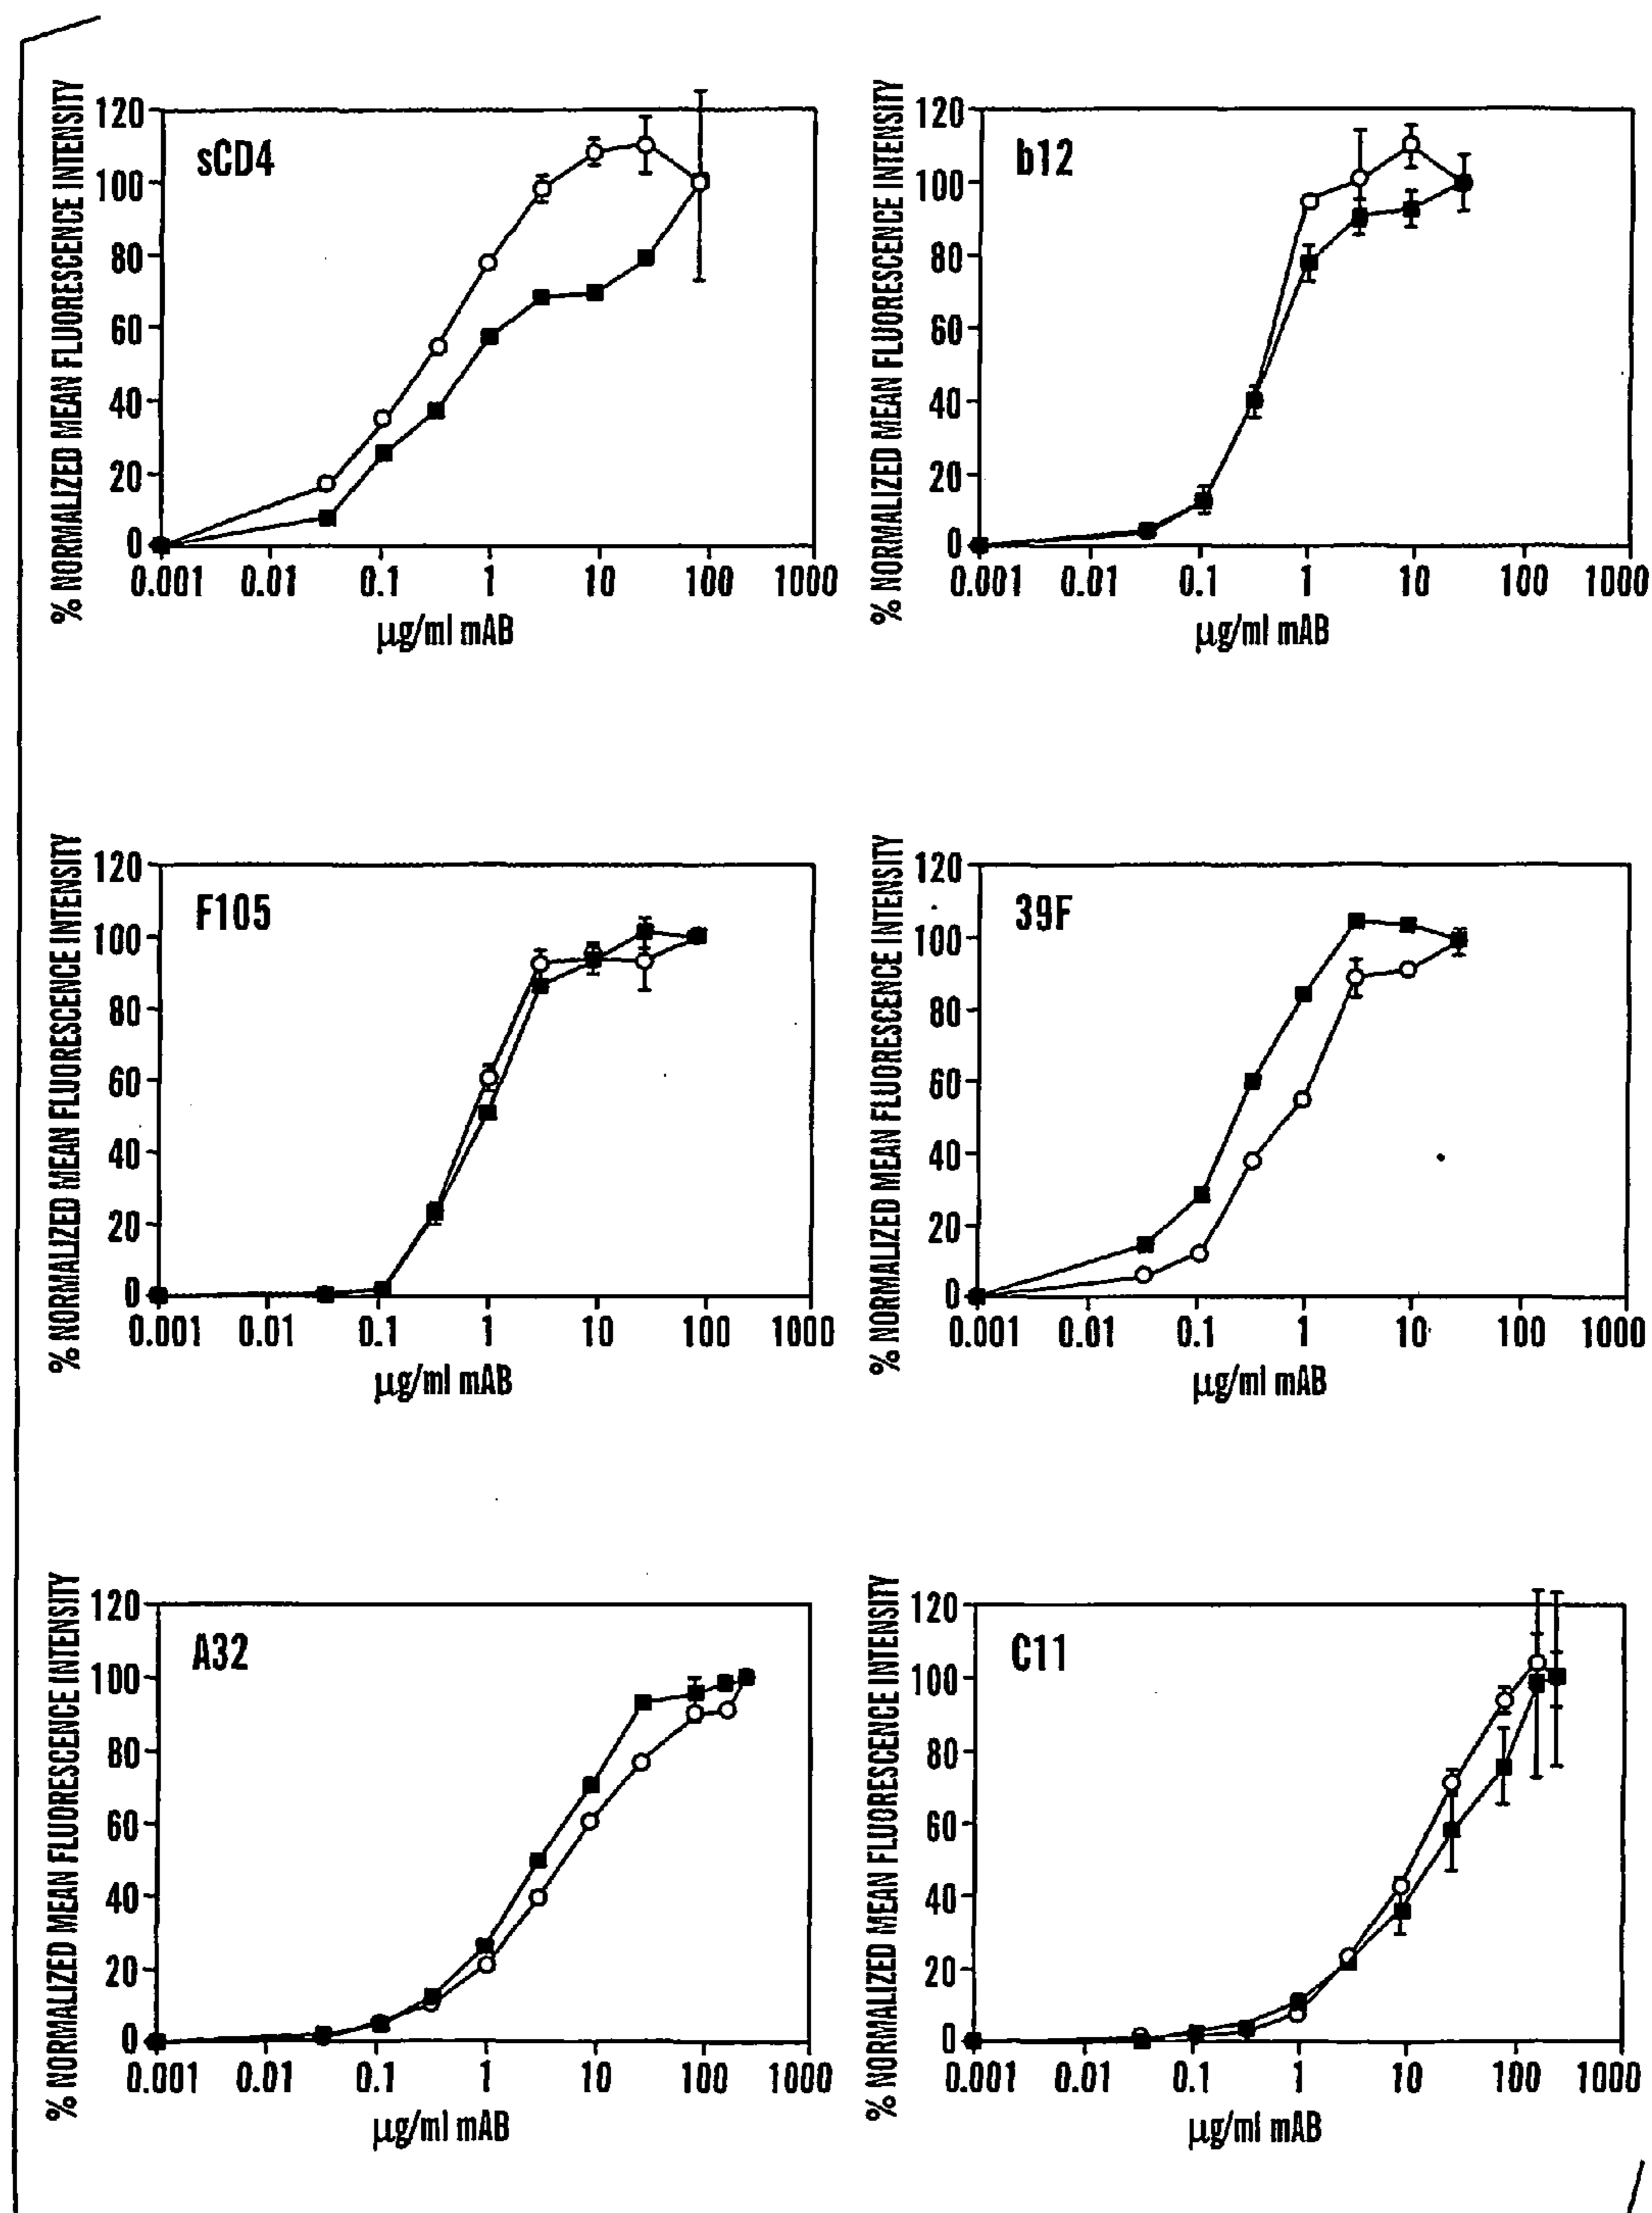 sCD4
% NORMALIZED MEAN FLUORESCENCE INTENSITY
120
100
80
60
40
20
0
0.001 0.01 0.1 1 10 100 1000
µg/ml mAB
b12
% NORMALIZED MEAN FLUORESCENCE INTENSITY
120
100
80
60
40
20
0
0.001 0.01 0.1 1 10 100 1000
µg/ml mAB
F105
% NORMALIZED MEAN FLUORESCENCE INTENSITY
120
100
80
60
40
20
0
0.001 0.01 0.1 1 10 100 1000
µg/ml mAB
39F
% NORMALIZED MEAN FLUORESCENCE INTENSITY
120
100
80
60
40
20
0
0.001 0.01 0.1 1 10 100 1000
µg/ml mAB
A32
% NORMALIZED MEAN FLUORESCENCE INTENSITY
120
100
80
60
40
20
0
0.001 0.01 0.1 1 10 100 1000
µg/ml mAB
C11
% NORMALIZED MEAN FLUORESCENCE INTENSITY
120
100
80
60
40
20
0
0.001 0.01 0.1 1 10 100 1000
µg/ml mAB